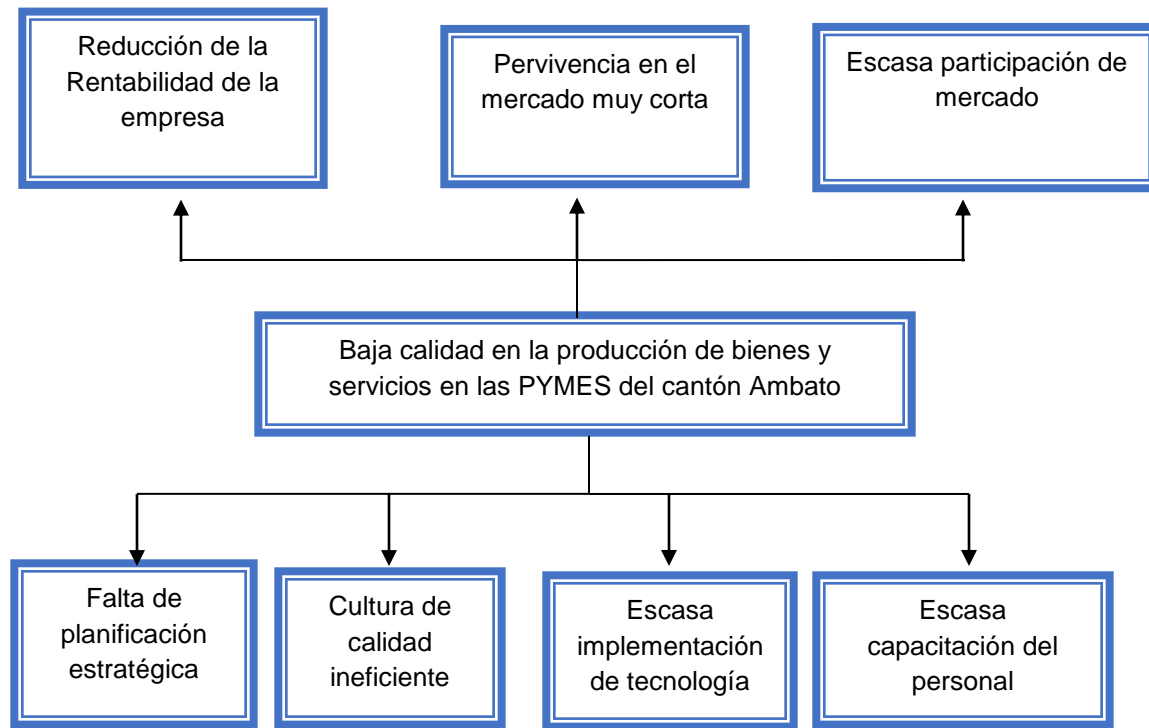 Reducción de la
Rentabilidad de la
empresa
Pervivencia en el
mercado muy corta
Escasa participación de
mercado
Baja calidad en la producción de bienes y
servicios en las PYMES del cantón Ambato
Falta de
planificación
estratégica
Cultura de
calidad
ineficiente
Escasa
implementación
de tecnología
Escasa
capacitación del
personal